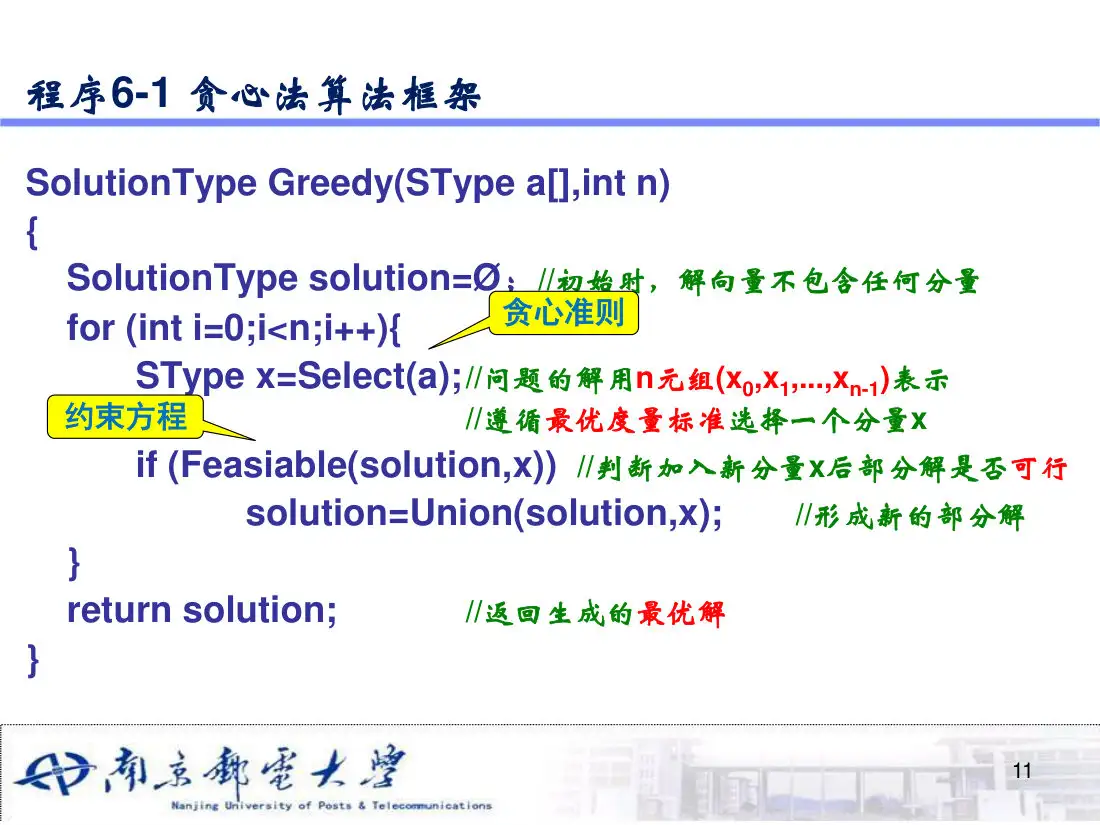 程序6-1 贪心法算法框架
SolutionType Greedy(SType a[],int n)
{
SolutionType solution=Ø; //初始时，解向量不包含任何分量
贪心准则
for (int i=0;i<n;i++){
SType x=Select(a);//问题的解用n元组(x0,x1,...,xn-1)表示
约束方程
//遵循最优度量标准选择一个分量x
if (Feasiable(solution,x)) //判断加入新分量x后部分解是否可行
solution=Union(solution,x); //形成新的部分解
}
return solution; //返回生成的最优解
}
南京邮电大学
Nanjing University of Posts & Telecommunications
11